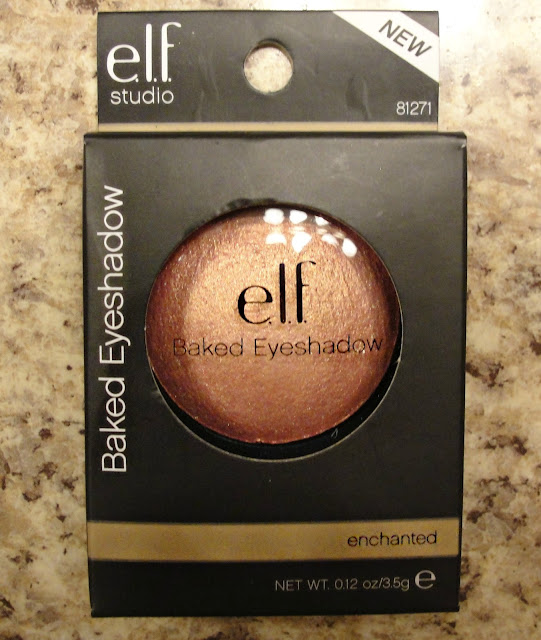 e.l.f.
studio
NEW
81271
Baked Eyeshadow
e.l.f.
Baked Eyeshadow
enchanted
NET WT. 0.12 oz/3.5g ℮